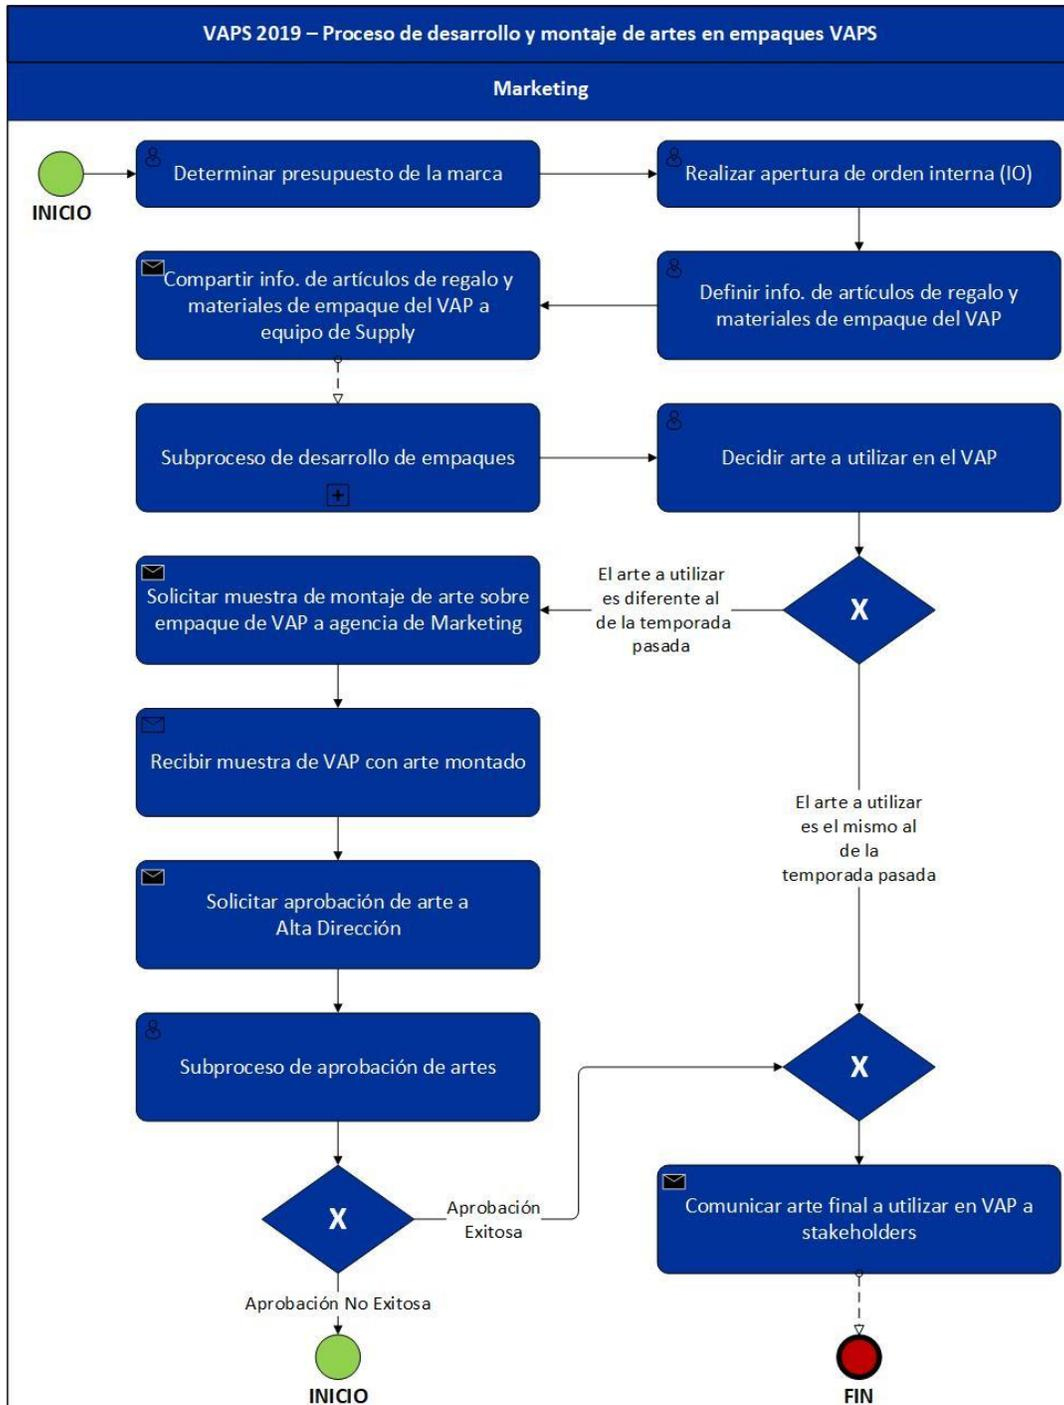 VAPS 2019 – Proceso de desarrollo y montaje de artes en empaques VAPS
Marketing
INICIO
Determinar presupuesto de la marca
Realizar apertura de orden interna (IO)
Compartir info. de artículos de regalo y
materiales de empaque del VAP a
equipo de Supply
Definir info. de artículos de regalo y
materiales de empaque del VAP
Subproceso de desarrollo de empaques
Decidir arte a utilizar en el VAP
Solicitar muestra de montaje de arte sobre
empaque de VAP a agencia de Marketing
El arte a utilizar
es diferente al
de la temporada
pasada
X
Recibir muestra de VAP con arte montado
El arte a utilizar
es el mismo al
de la
temporada pasada
Solicitar aprobación de arte a
Alta Dirección
Subproceso de aprobación de artes
X
X
Aprobación
Exitosa
Comunicar arte final a utilizar en VAP a
stakeholders
Aprobación No Exitosa
INICIO
FIN